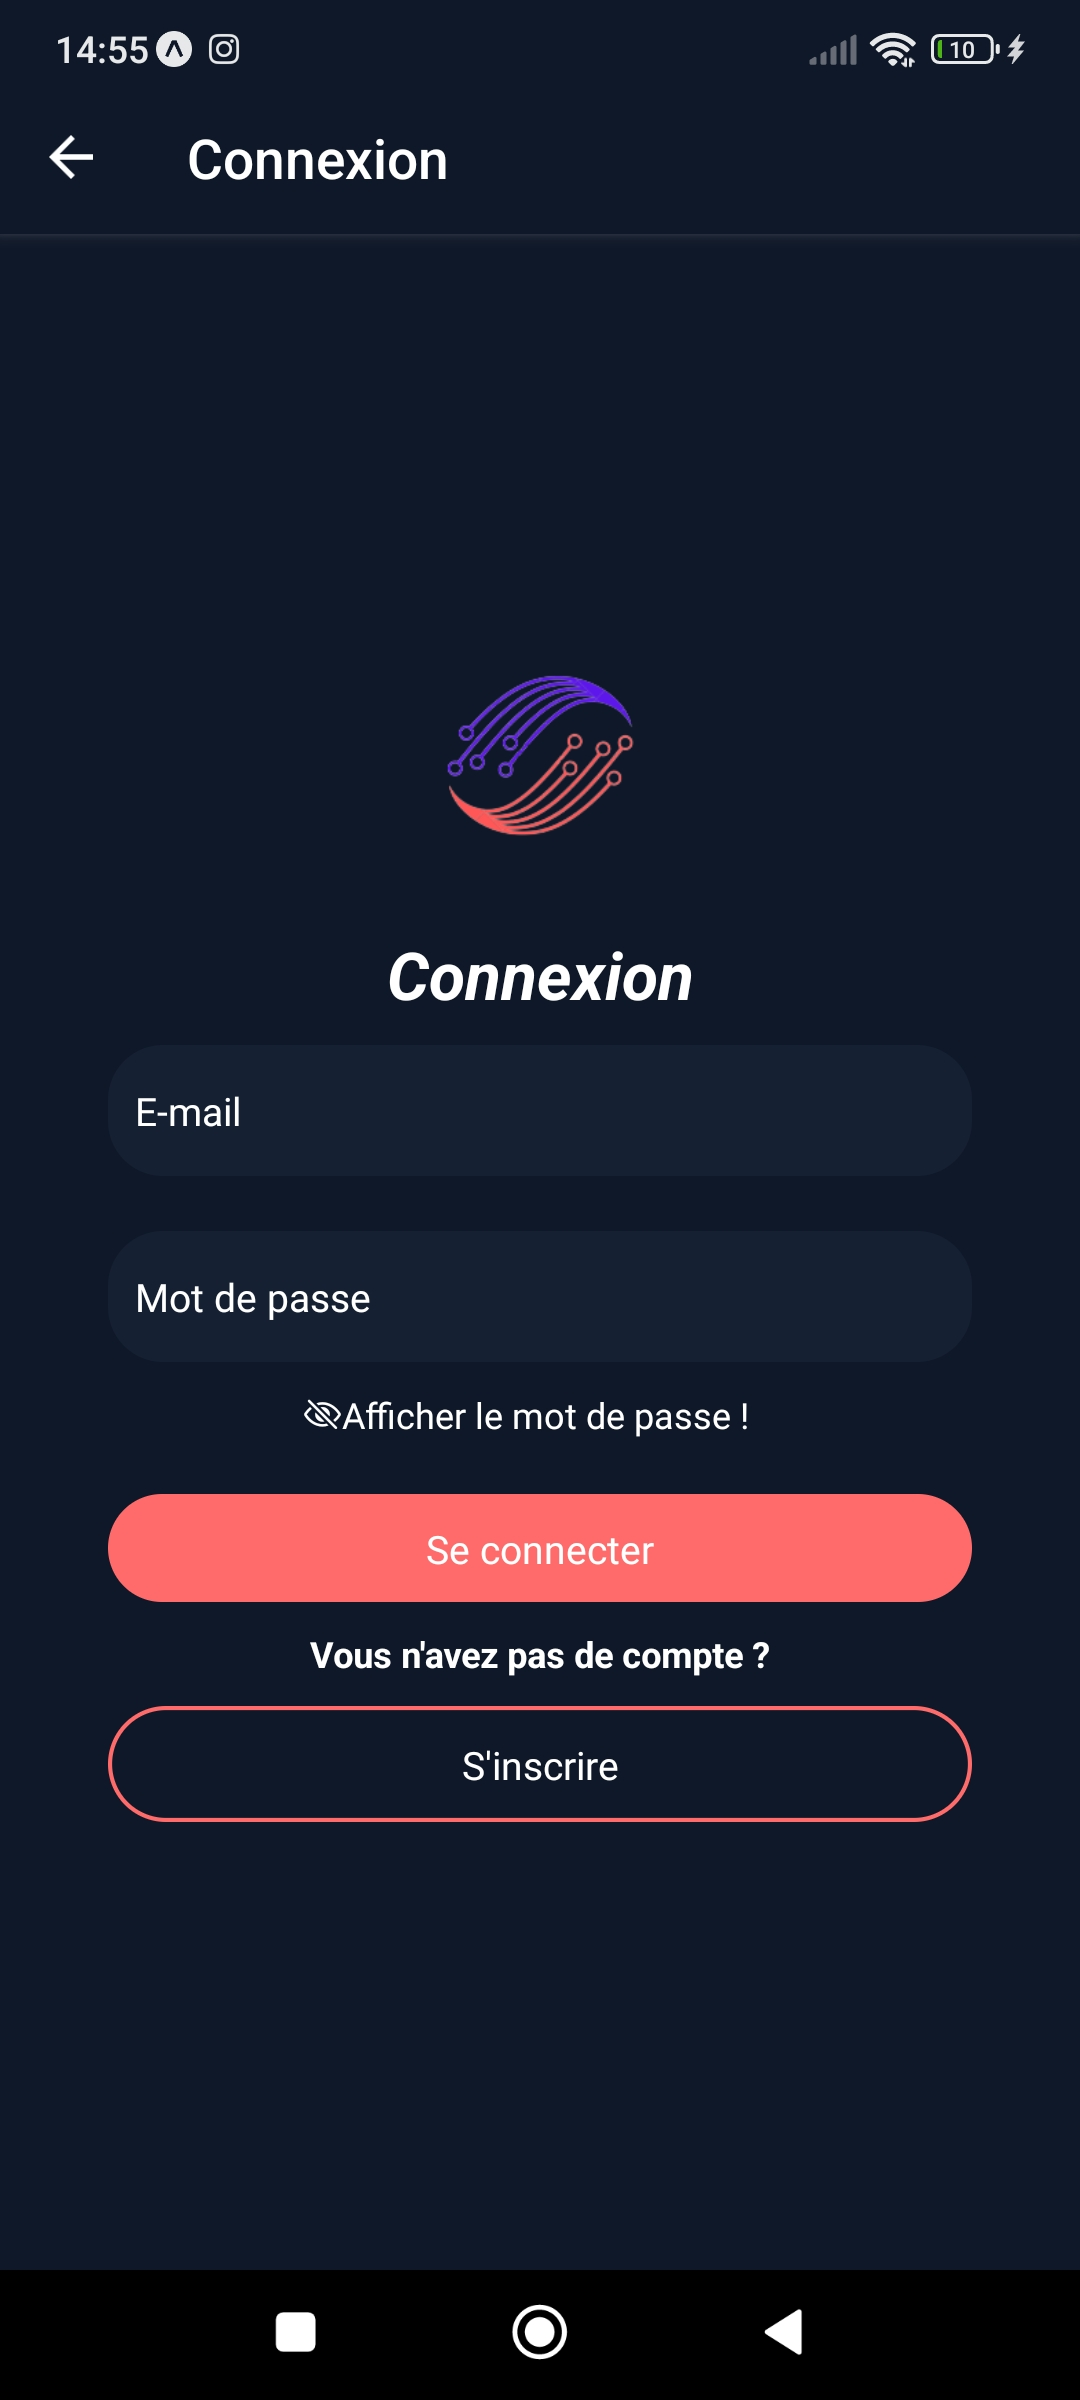 14:55
10
Connexion
Connexion
E-mail
Mot de passe
Afficher le mot de passe !
Se connecter
Vous n'avez pas de compte ?
S'inscrire